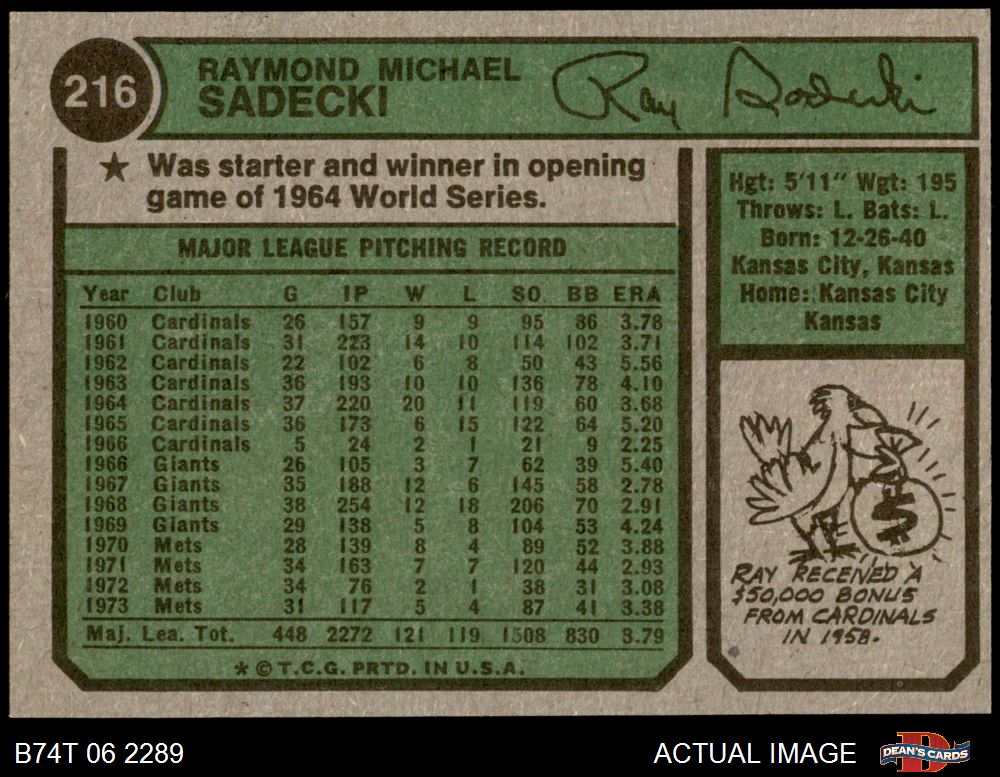 216
RAYMOND MICHAEL
SADECKI
Ray Sadecki
★ Was starter and winner in opening
game of 1964 World Series.
MAJOR LEAGUE PITCHING RECORD
Year Club G IP W L SO BB ERA
1960 Cardinals 26 157 9 9 95 86 3.78
1961 Cardinals 31 223 14 10 114 102 3.71
1962 Cardinals 22 102 6 8 50 43 5.56
1963 Cardinals 36 193 10 10 136 78 4.10
1964 Cardinals 37 220 20 11 119 60 3.68
1965 Cardinals 36 173 6 15 122 64 5.20
1966 Cardinals 5 24 2 1 21 9 2.25
1966 Giants 26 105 3 7 62 39 5.40
1967 Giants 35 188 12 6 145 58 2.78
1968 Giants 38 254 12 18 206 70 2.91
1969 Giants 29 138 5 8 104 53 4.24
1970 Mets 28 139 8 4 89 52 3.88
1971 Mets 34 163 7 7 120 44 2.93
1972 Mets 34 76 2 1 38 31 3.08
1973 Mets 31 117 5 4 87 41 3.38
Maj. Lea. Tot. 448 2272 121 119 1508 830 3.79
* © T.C.G. PRTD. IN U.S.A.
Hgt: 5'11" Wgt: 195
Throws: L. Bats: L.
Born: 12-26-40
Kansas City, Kansas
Home: Kansas City
Kansas
$
RAY RECEIVED A
$50,000 BONUS
FROM CARDINALS
IN 1958.
B74T 06 2289
ACTUAL IMAGE
D
DEAN'S CARDS